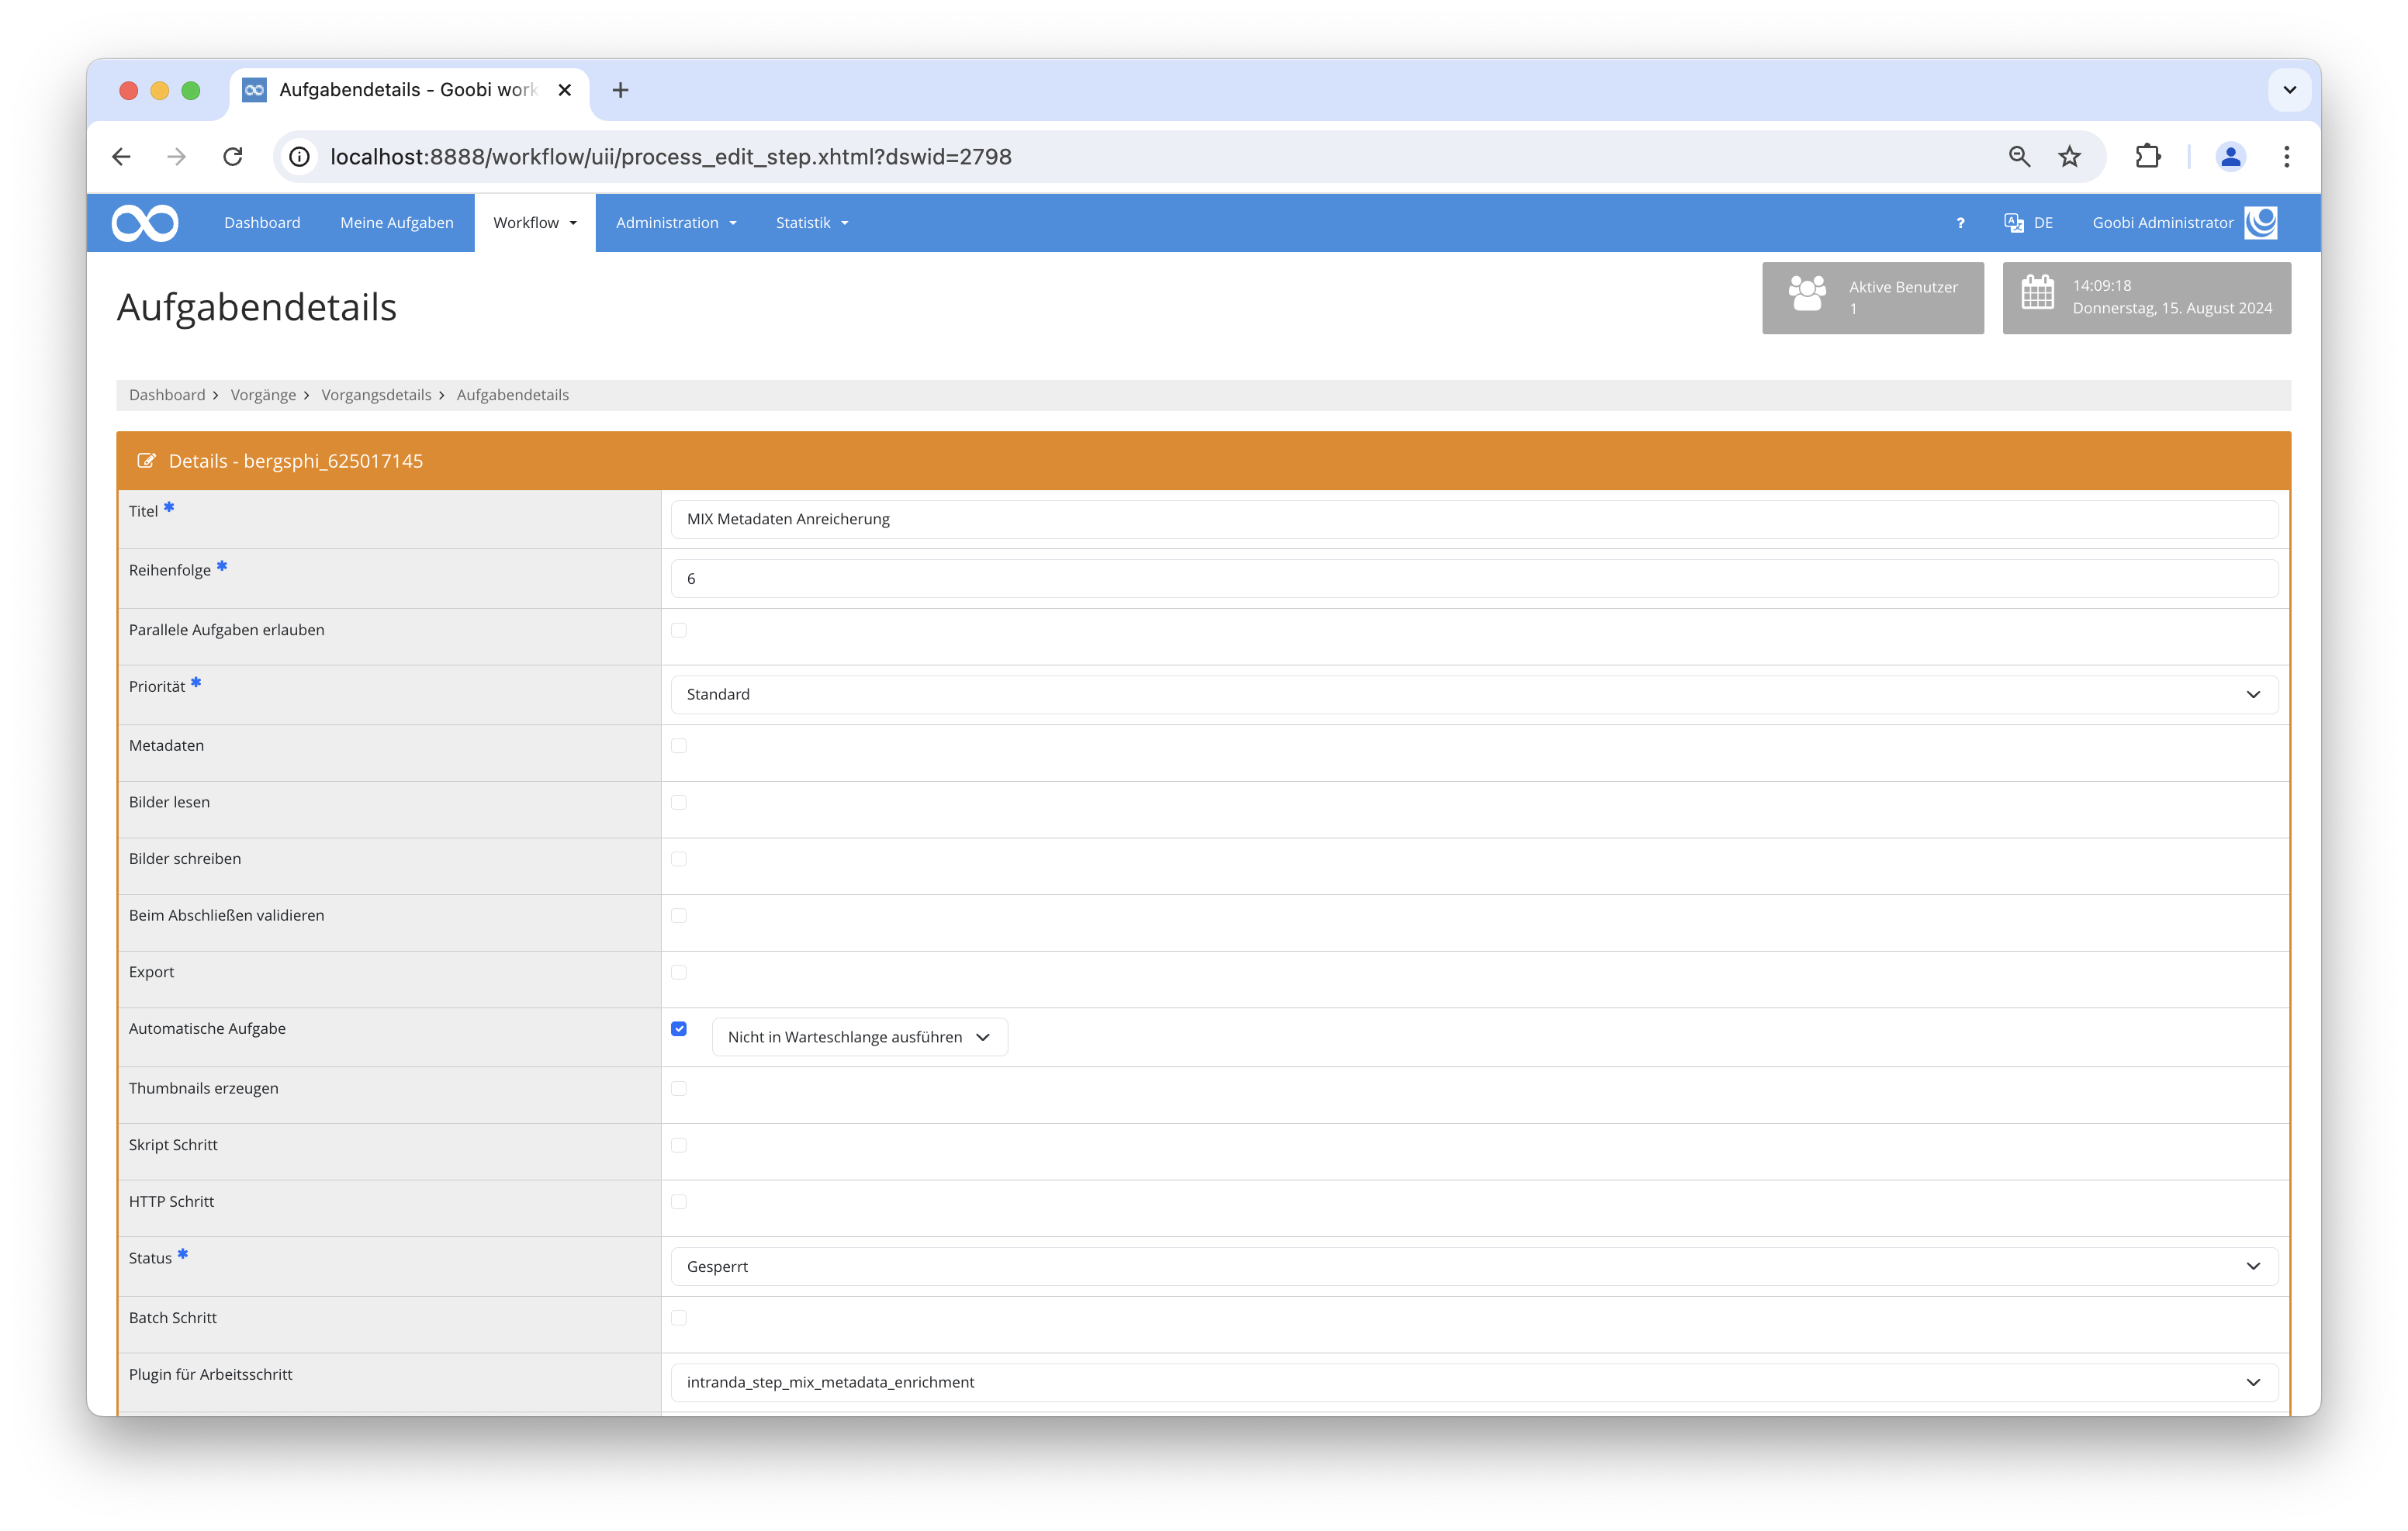 Aufgabendetails - Goobi work
localhost:8888/workflow/uii/process_edit_step.xhtml?dswid=2798
Dashboard Meine Aufgaben Workflow Administration Statistik ? DE Goobi Administrator
Aufgabendetails
Aktive Benutzer
1
14:09:18
Donnerstag, 15. August 2024
Dashboard > Vorgänge > Vorgangsdetails > Aufgabendetails
Details - bergsphi_625017145
Titel * MIX Metadaten Anreicherung
Reihenfolge * 6
Parallele Aufgaben erlauben
Priorität * Standard
Metadaten
Bilder lesen
Bilder schreiben
Beim Abschließen validieren
Export
Automatische Aufgabe Nicht in Warteschlange ausführen
Thumbnails erzeugen
Skript Schritt
HTTP Schritt
Status * Gesperrt
Batch Schritt
Plugin für Arbeitsschritt intranda_step_mix_metadata_enrichment